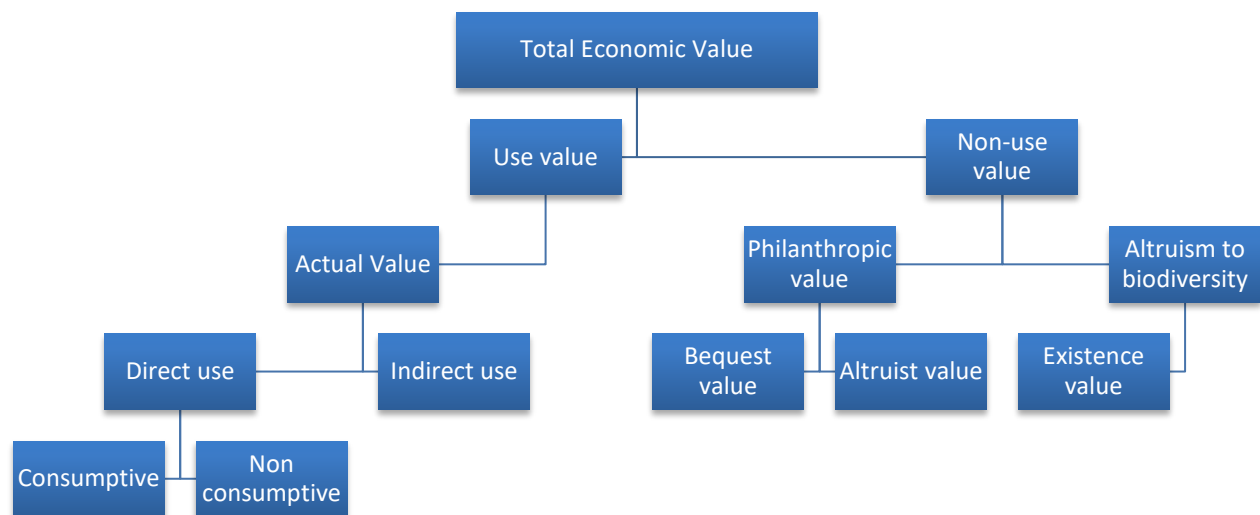 Total Economic Value
Use value
Non-use
value
Actual Value
Philanthropic
value
Altruism to
biodiversity
Direct use
Indirect use
Bequest
value
Altruist value
Existence
value
Consumptive
Non
consumptive